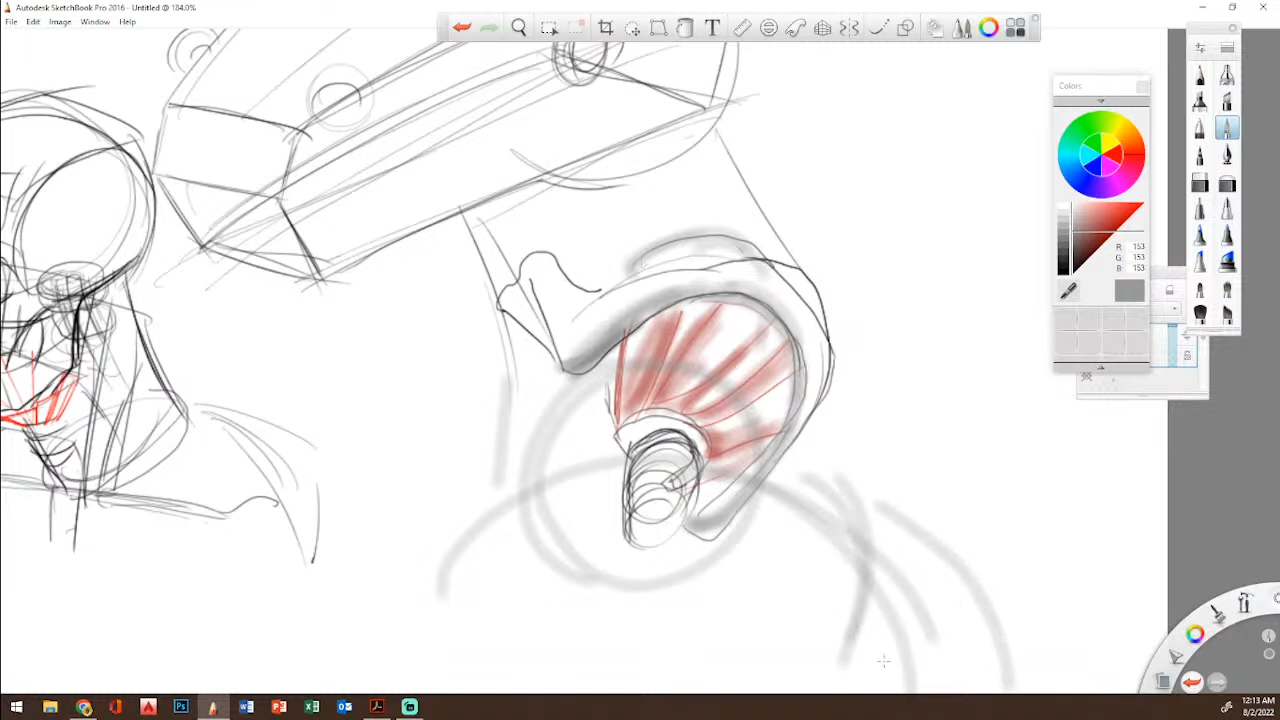 Autodesk SketchBook Pro 2016 - Untitled @ 184.0%
File Edit Image Window Help
Colors
R: 153
G: 153
B: 153
12:13 AM
8/2/2022